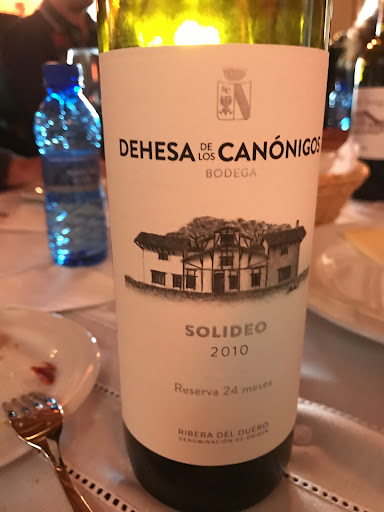 DEHESA DE LOS CANÓNIGOS
BODEGA
SOLIDEO
2010
Reserva 24 meses
RIBERA DEL DUERO
DENOMINACIÓN DE ORIGEN